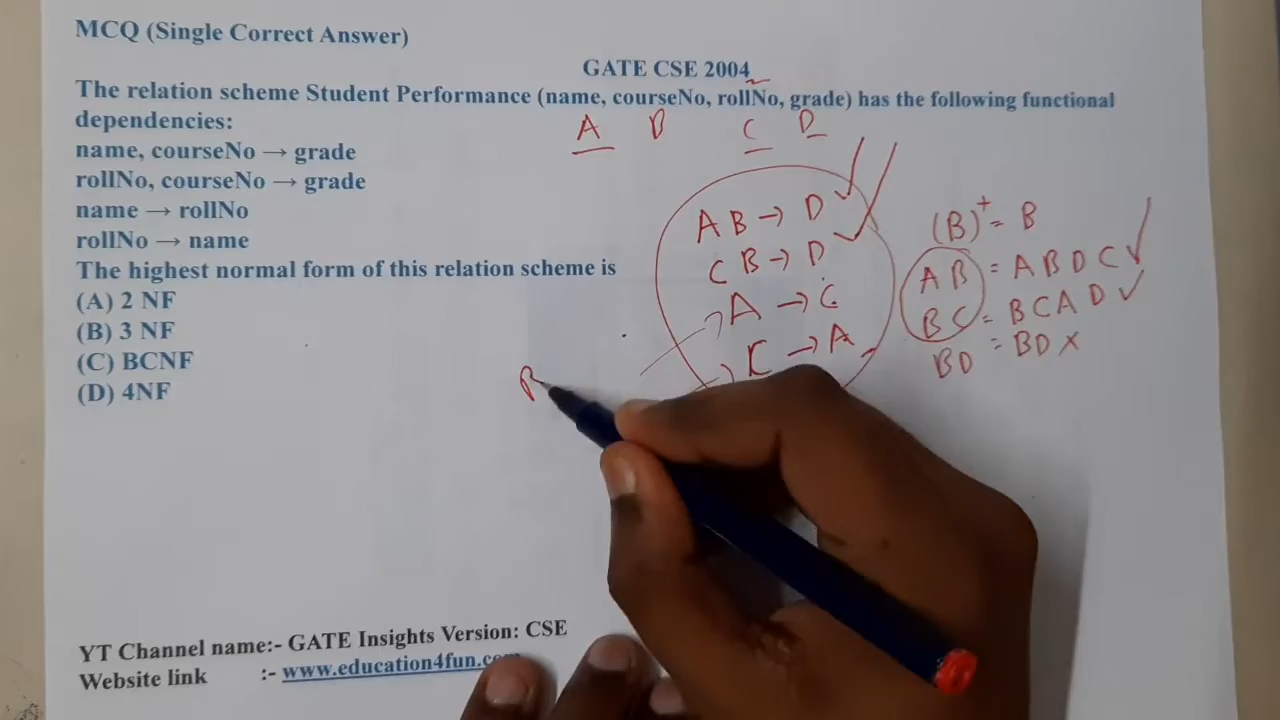 MCQ (Single Correct Answer)
GATE CSE 2004
The relation scheme Student Performance (name, courseNo, rollNo, grade) has the following functional
dependencies:
A B C D
name, courseNo → grade
rollNo, courseNo → grade
name → rollNo
rollNo → name
The highest normal form of this relation scheme is
(A) 2 NF
(B) 3 NF
(C) BCNF
(D) 4NF
AB → D
CB → D
A → C
C → A
(B)+ = B
AB = ABDC ✓
BC = BCAD ✓
BD = BD ×
YT Channel name:- GATE Insights Version: CSE
Website link :- www.education4fun.c